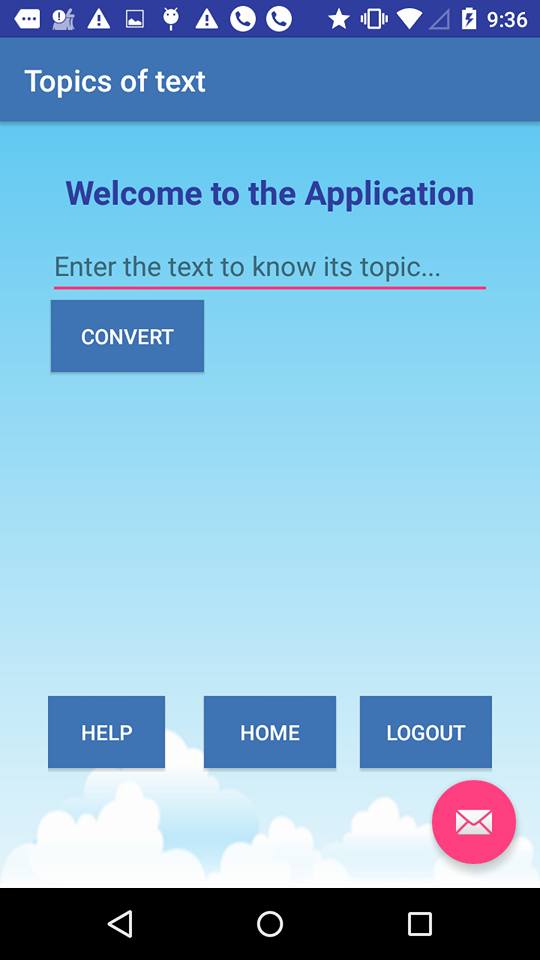 9:36
Topics of text
Welcome to the Application
Enter the text to know its topic...
CONVERT
HELP HOME LOGOUT